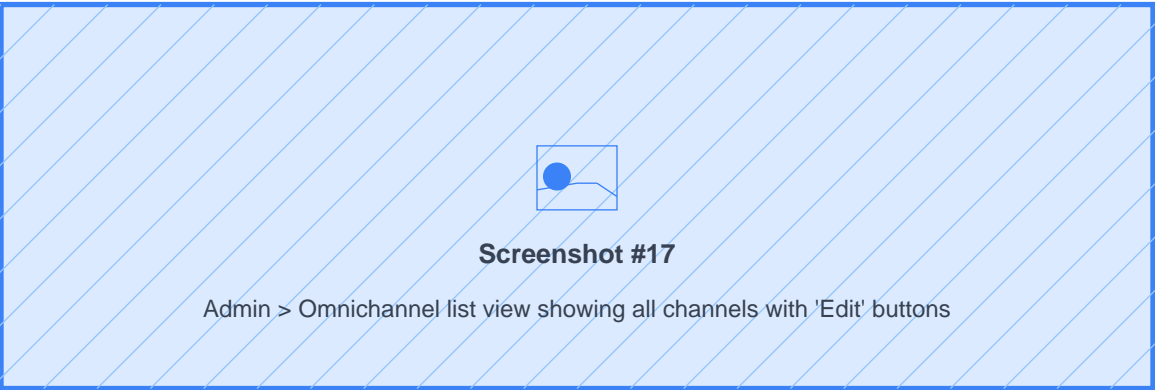 Screenshot #17
Admin > Omnichannel list view showing all channels with 'Edit' buttons